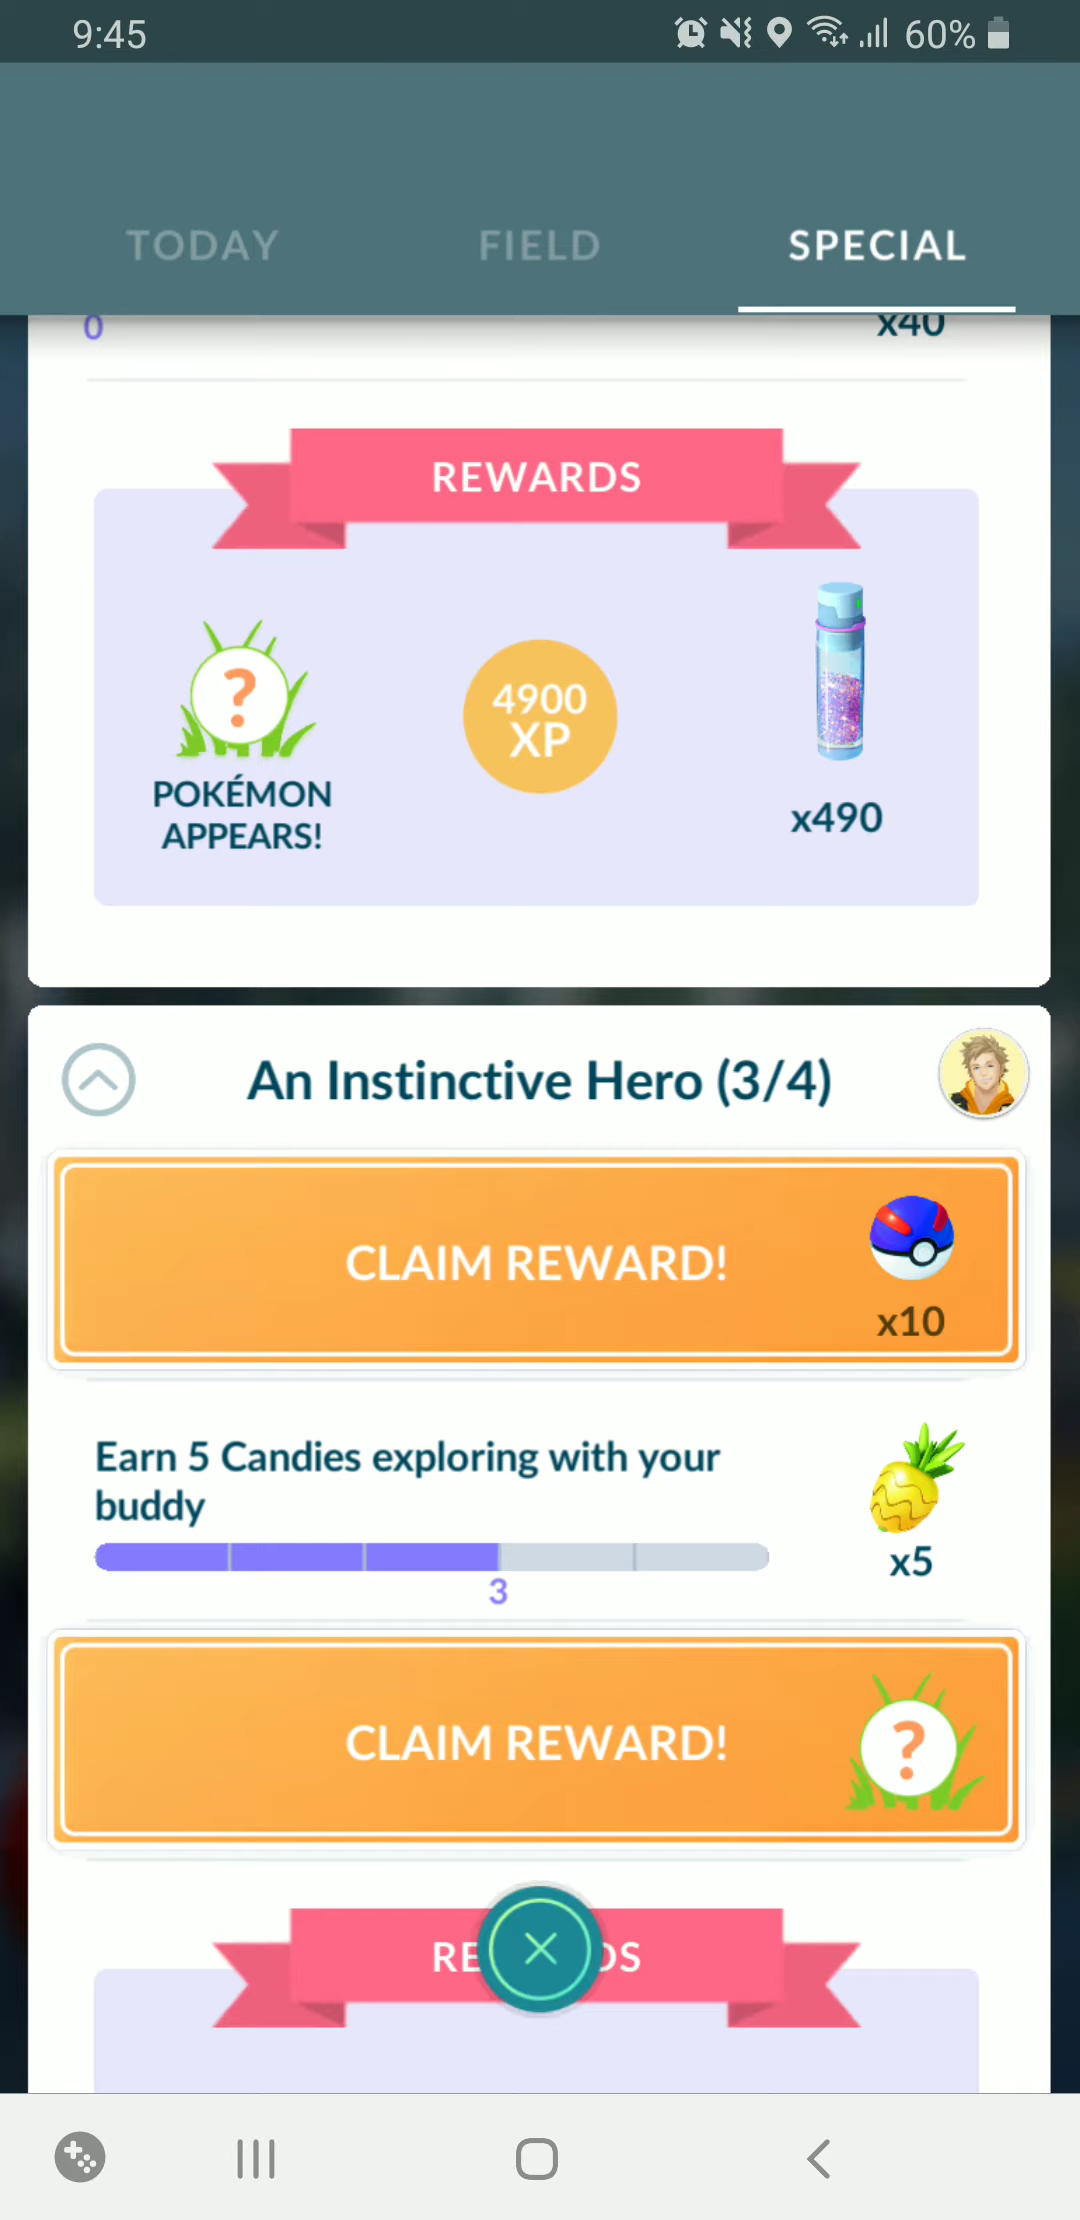 9:45
60%
TODAY
FIELD
SPECIAL
0
x40
REWARDS
?
4900
XP
POKÉMON
APPEARS!
x490
An Instinctive Hero (3/4)
CLAIM REWARD!
x10
Earn 5 Candies exploring with your
buddy
3
x5
CLAIM REWARD!
?